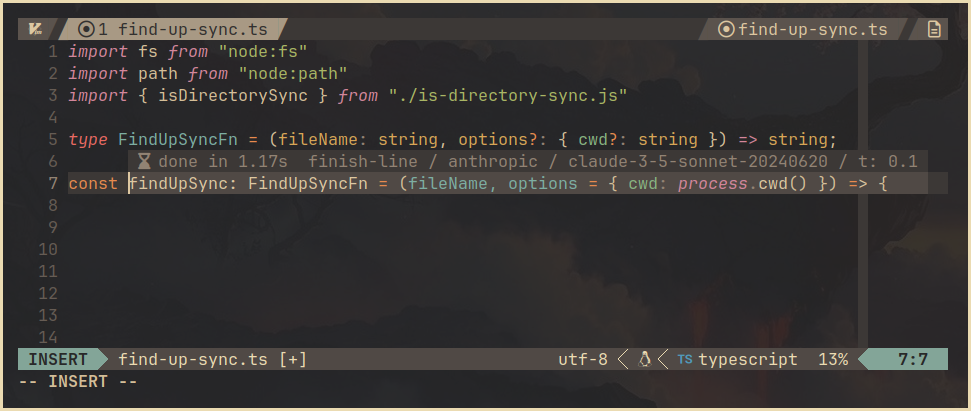 1 find-up-sync.ts find-up-sync.ts
1 import fs from "node:fs"
2 import path from "node:path"
3 import { isDirectorySync } from "./is-directory-sync.js"
4
5 type FindUpSyncFn = (fileName: string, options?: { cwd?: string }) => string;
6 done in 1.17s finish-line / anthropic / claude-3-5-sonnet-20240620 / t: 0.1
7 const findUpSync: FindUpSyncFn = (fileName, options = { cwd: process.cwd() }) => {
8
9
10
11
12
13
14
INSERT find-up-sync.ts [+] utf-8 TS typescript 13% 7:7
-- INSERT --